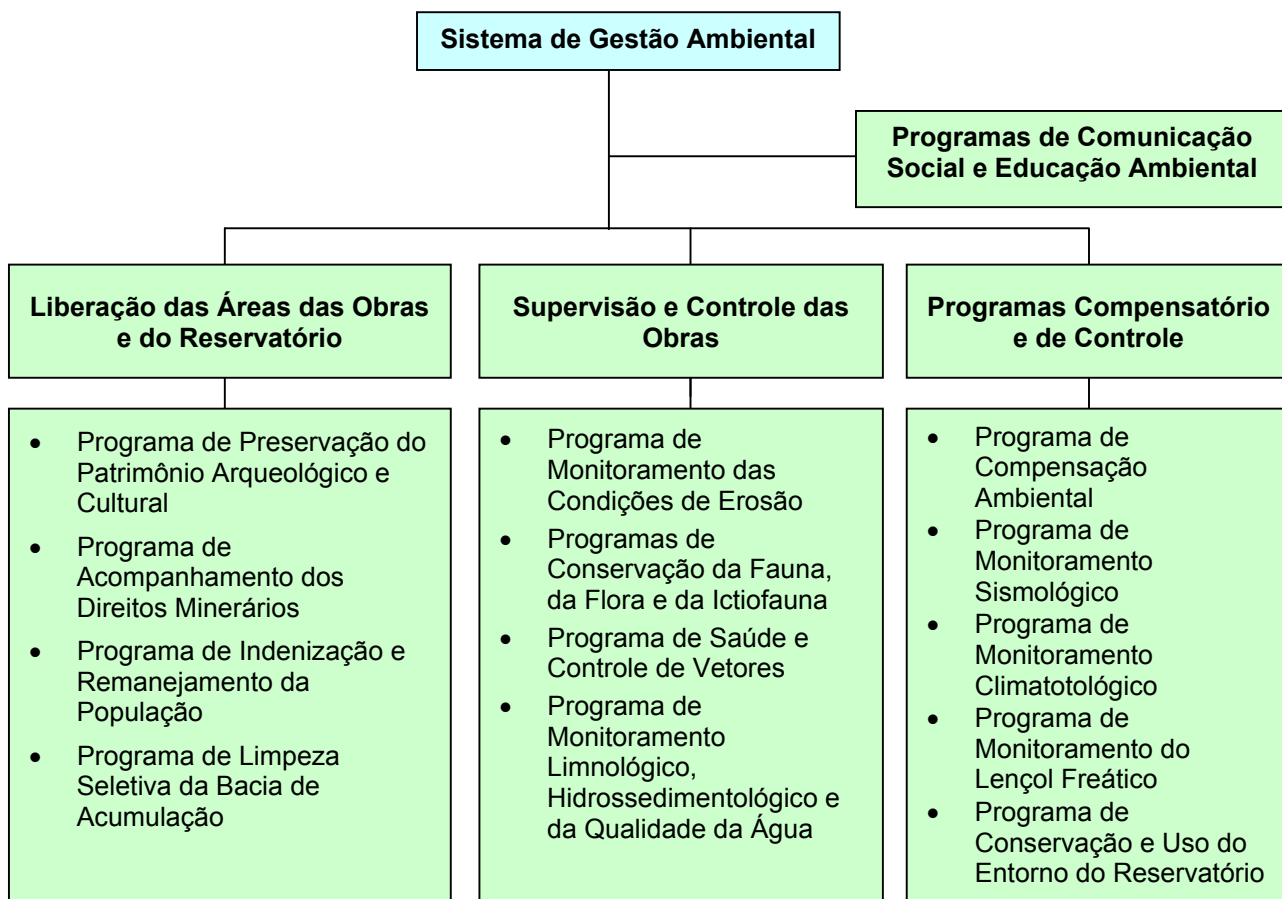 Sistema de Gestão Ambiental
Programas de Comunicação
Social e Educação Ambiental
Liberação das Áreas das Obras
e do Reservatório
Supervisão e Controle das
Obras
Programas Compensatório
e de Controle
• Programa de Preservação do
Patrimônio Arqueológico e
Cultural
• Programa de
Acompanhamento dos
Direitos Minerários
• Programa de Indenização e
Remanejamento da
População
• Programa de Limpeza
Seletiva da Bacia de
Acumulação
• Programa de
Monitoramento das
Condições de Erosão
• Programas de
Conservação da Fauna,
da Flora e da Ictiofauna
• Programa de Saúde e
Controle de Vetores
• Programa de
Monitoramento
Limnológico,
Hidrossedimentológico e
da Qualidade da Água
• Programa de
Compensação
Ambiental
• Programa de
Monitoramento
Sismológico
• Programa de
Monitoramento
Climatotológico
• Programa de
Monitoramento do
Lençol Freático
• Programa de
Conservação e Uso do
Entorno do Reservatório